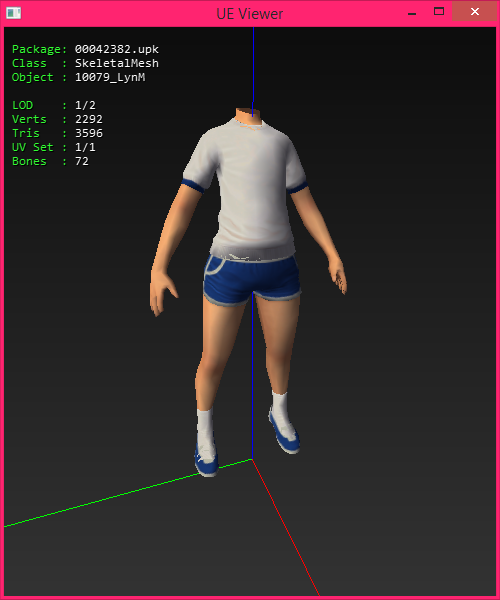 UE Viewer
Package: 00042382.upk
Class : SkeletalMesh
Object : 10079_LynM
LOD : 1/2
Verts : 2292
Tris : 3596
UV Set : 1/1
Bones : 72